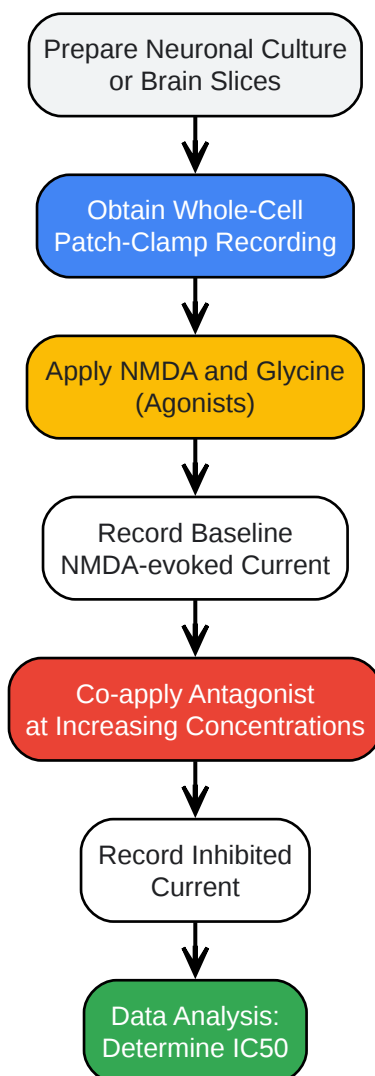 Prepare Neuronal Culture
or Brain Slices
Obtain Whole-Cell
Patch-Clamp Recording
Apply NMDA and Glycine
(Agonists)
Record Baseline
NMDA-evoked Current
Co-apply Antagonist
at Increasing Concentrations
Record Inhibited
Current
Data Analysis:
Determine IC50